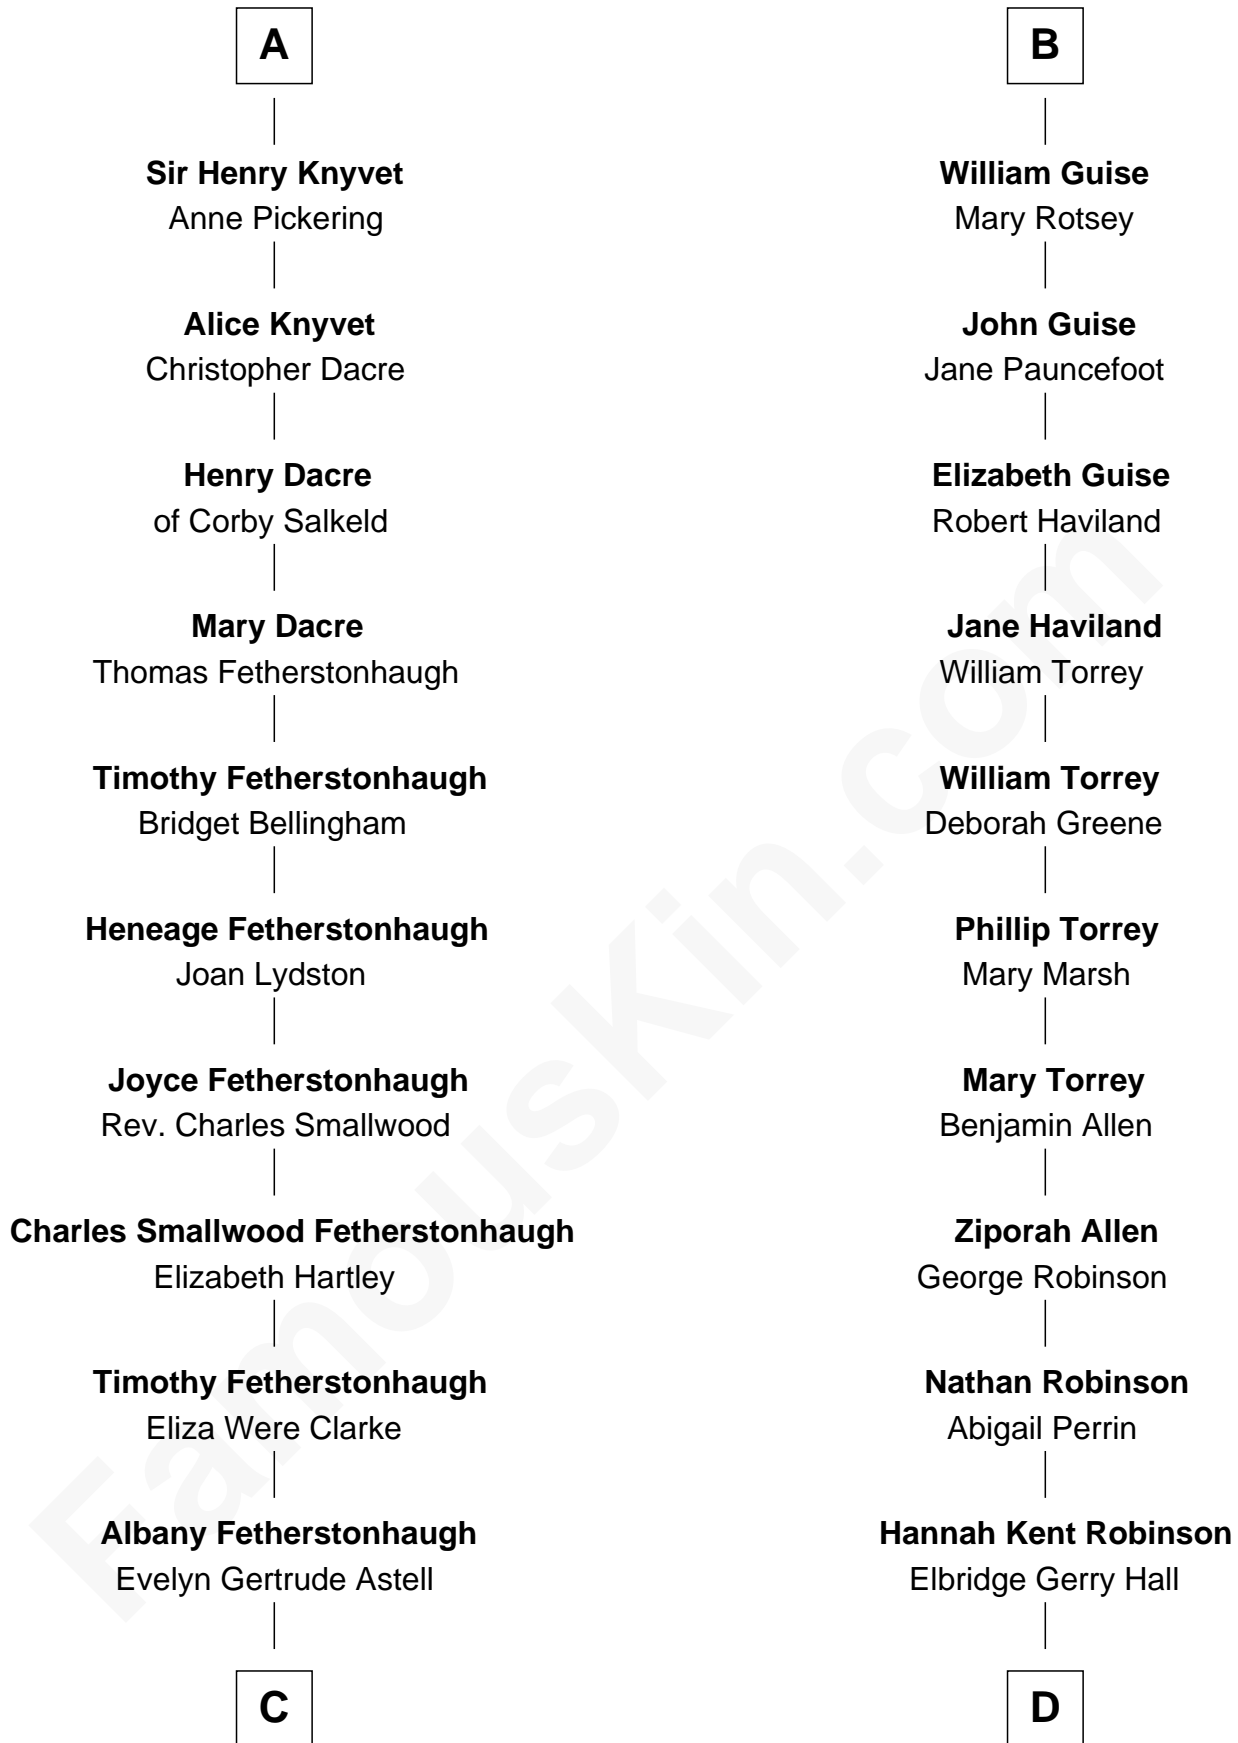 A
Sir Henry Knyvet
Anne Pickering
Alice Knyvet
Christopher Dacre
Henry Dacre
of Corby Salkeld
Mary Dacre
Thomas Fetherstonhaugh
Timothy Fetherstonhaugh
Bridget Bellingham
Heneage Fetherstonhaugh
Joan Lydston
Joyce Fetherstonhaugh
Rev. Charles Smallwood
Charles Smallwood Fetherstonhaugh
Elizabeth Hartley
Timothy Fetherstonhaugh
Eliza Were Clarke
Albany Fetherstonhaugh
Evelyn Gertrude Astell
C
B
William Guise
Mary Rotsey
John Guise
Jane Pauncefoot
Elizabeth Guise
Robert Haviland
Jane Haviland
William Torrey
William Torrey
Deborah Greene
Phillip Torrey
Mary Marsh
Mary Torrey
Benjamin Allen
Ziporah Allen
George Robinson
Nathan Robinson
Abigail Perrin
Hannah Kent Robinson
Elbridge Gerry Hall
D
FamousKin.com